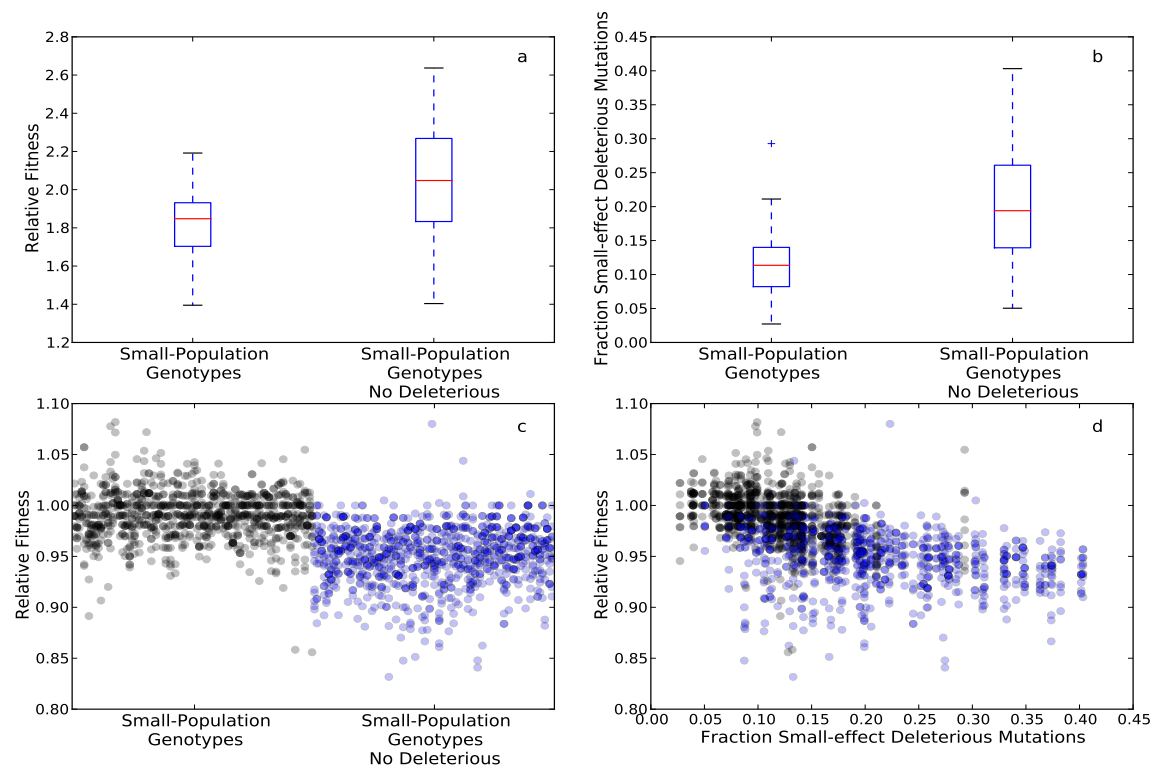 2.8
2.6
2.4
2.2
2.0
1.8
1.6
1.4
1.2
Relative Fitness
a
Small-Population
Genotypes
Small-Population
Genotypes
No Deleterious
0.45
0.40
0.35
0.30
0.25
0.20
0.15
0.10
0.05
0.00
Fraction Small-effect Deleterious Mutations
b
Small-Population
Genotypes
Small-Population
Genotypes
No Deleterious
1.10
1.05
1.00
0.95
0.90
0.85
0.80
Relative Fitness
c
Small-Population
Genotypes
Small-Population
Genotypes
No Deleterious
1.10
1.05
1.00
0.95
0.90
0.85
0.80
Relative Fitness
d
0.00 0.05 0.10 0.15 0.20 0.25 0.30 0.35 0.40 0.45
Fraction Small-effect Deleterious Mutations